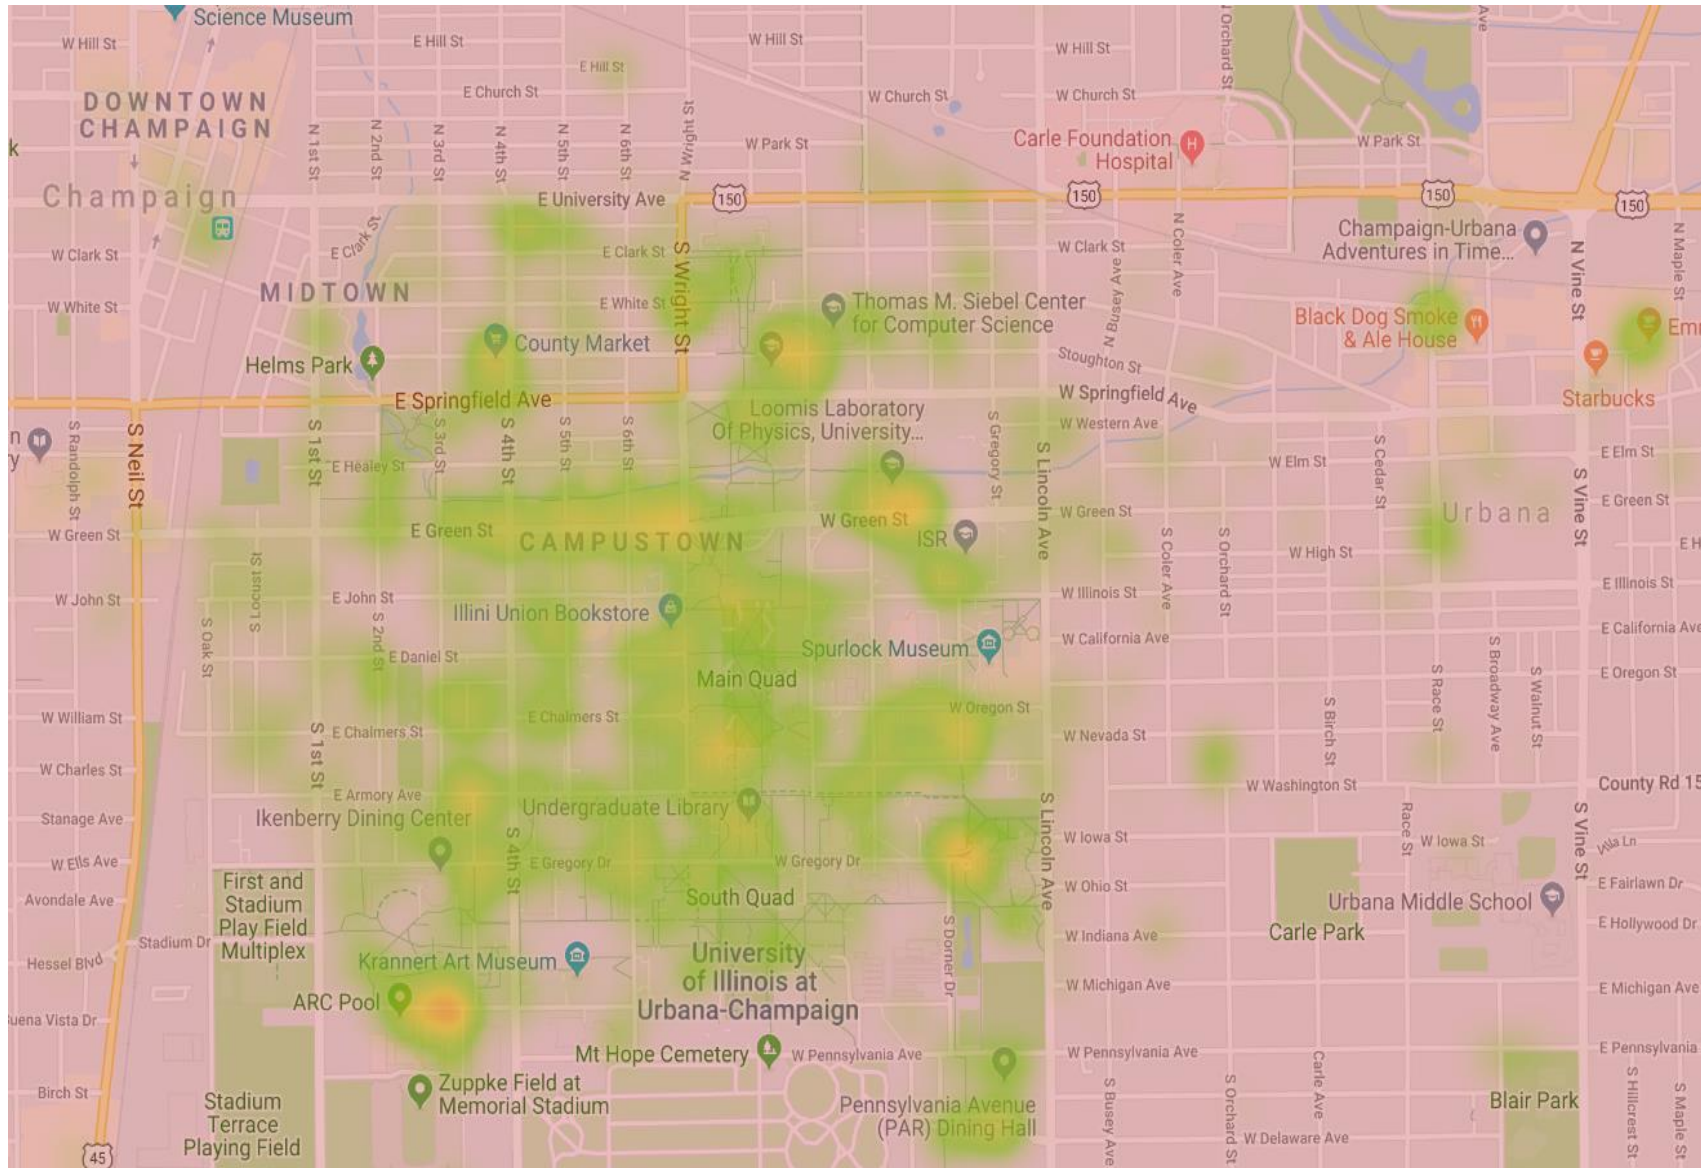 Science Museum
W Hill St
E Hill St
W Hill St
W Hill St
N Orchard St
Ave
E Hill St
E Church St
W Church St
W Church St
DOWNTOWN
CHAMPAIGN
N 1st St
N 2nd St
N 3rd St
N 4th St
N 5th St
N 6th St
N Wright St
W Park St
Carle Foundation
Hospital
H
W Park St
k
Champaign
E University Ave
150
150
150
150
W Clark St
E Clark St
E Clark St
S Wright St
W Clark St
N Coler Ave
N Busey Ave
Champaign-Urbana
Adventures in Time...
N Vine St
N Maple St
MIDTOWN
W White St
E White St
Thomas M. Siebel Center
for Computer Science
Black Dog Smoke
& Ale House
County Market
Helms Park
Stoughton St
Starbucks
E Springfield Ave
W Springfield Ave
Loomis Laboratory
Of Physics, University...
W Western Ave
n
y
S Randolph St
S Neil St
S 1st St
S 3rd St
S 4th St
S 5th St
S 6th St
S Gregory St
S Lincoln Ave
S Cedar St
S Vine St
E Healey St
W Elm St
E Elm St
E Green St
Urbana
W Green St
E Green St
CAMPUSTOWN
W Green St
ISR
W Green St
W High St
E H
S Locust St
S Coler Ave
S Orchard St
W John St
E John St
Illini Union Bookstore
W Illinois St
E Illinois St
S Oak St
S 2nd St
E Daniel St
Spurlock Museum
W California Ave
E California Ave
Main Quad
S Race St
S Broadway Ave
S Walnut St
E Oregon St
W William St
E Chalmers St
E Chalmers St
W Oregon St
S Birch St
W Nevada St
S 1st St
W Charles St
W Washington St
County Rd 15
E Armory Ave
Ikenberry Dining Center
Undergraduate Library
Stanage Ave
S 4th St
S Lincoln Ave
W Iowa St
Race St
W Iowa St
S Vine St
W Ells Ave
E Gregory Dr
W Gregory Dr
First and
Stadium
Play Field
Multiplex
South Quad
W Ohio St
E Fairlawn Dr
Avondale Ave
Urbana Middle School
Stadium Dr
S Dorner Dr
W Indiana Ave
Carle Park
E Hollywood Dr
Hessel Blvd
Krannert Art Museum
University
of Illinois at
Urbana-Champaign
W Michigan Ave
E Michigan Ave
ARC Pool
uena Vista Dr
Mt Hope Cemetery
W Pennsylvania Ave
W Pennsylvania Ave
E Pennsylvania
Birch St
Zuppke Field at
Memorial Stadium
Stadium
Terrace
Playing Field
Pennsylvania Avenue
(PAR) Dining Hall
S Busey Ave
S Orchard St
Carle Ave
Blair Park
S Hillcrest St
S Maple St
W Delaware Ave
45